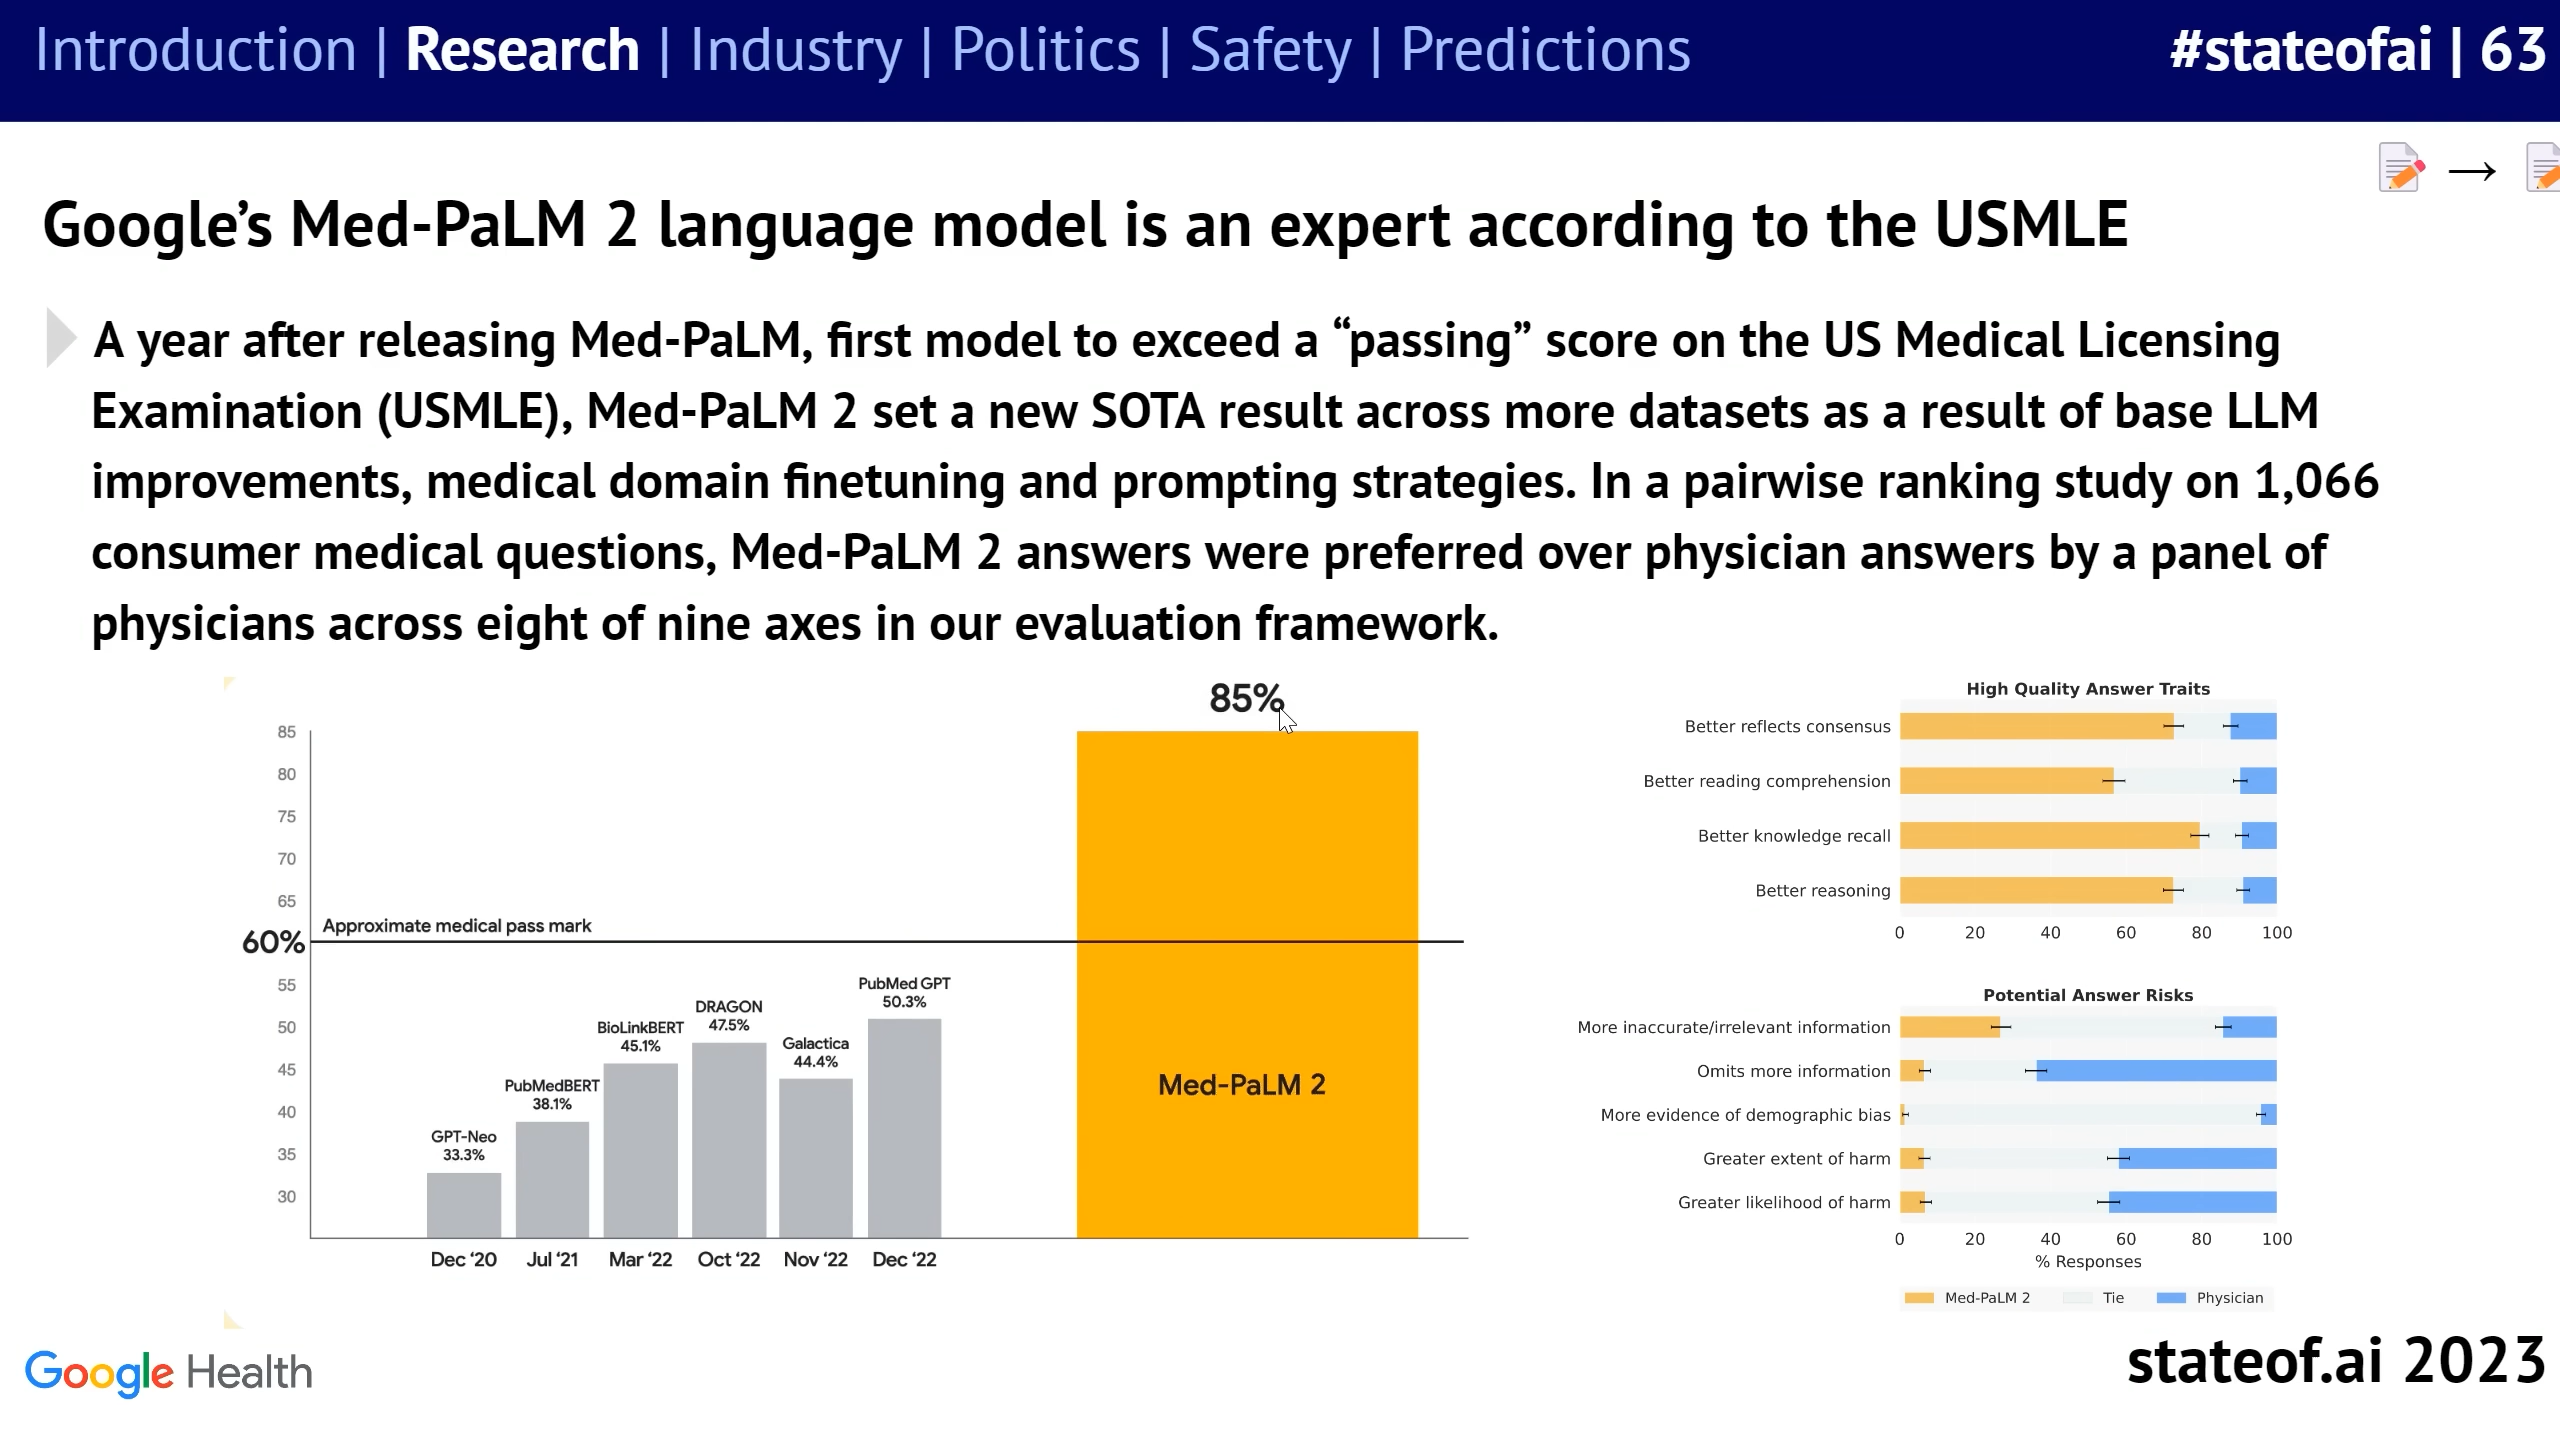 Introduction | Research | Industry | Politics | Safety | Predictions
#stateofai | 63
Google’s Med-PaLM 2 language model is an expert according to the USMLE
A year after releasing Med-PaLM, first model to exceed a “passing” score on the US Medical Licensing
Examination (USMLE), Med-PaLM 2 set a new SOTA result across more datasets as a result of base LLM
improvements, medical domain finetuning and prompting strategies. In a pairwise ranking study on 1,066
consumer medical questions, Med-PaLM 2 answers were preferred over physician answers by a panel of
physicians across eight of nine axes in our evaluation framework.
85%
85
80
75
70
65
Approximate medical pass mark
60%
55
50
45
40
35
30
GPT-Neo
33.3%
PubMedBERT
38.1%
BioLinkBERT
45.1%
DRAGON
47.5%
Galactica
44.4%
PubMed GPT
50.3%
Med-PaLM 2
Dec ‘20
Jul ‘21
Mar ‘22
Oct ‘22
Nov ‘22
Dec ‘22
High Quality Answer Traits
Better reflects consensus
Better reading comprehension
Better knowledge recall
Better reasoning
0 20 40 60 80 100
Potential Answer Risks
More inaccurate/irrelevant information
Omits more information
More evidence of demographic bias
Greater extent of harm
Greater likelihood of harm
0 20 40 60 80 100
% Responses
Med-PaLM 2 Tie Physician
Google Health
stateof.ai 2023